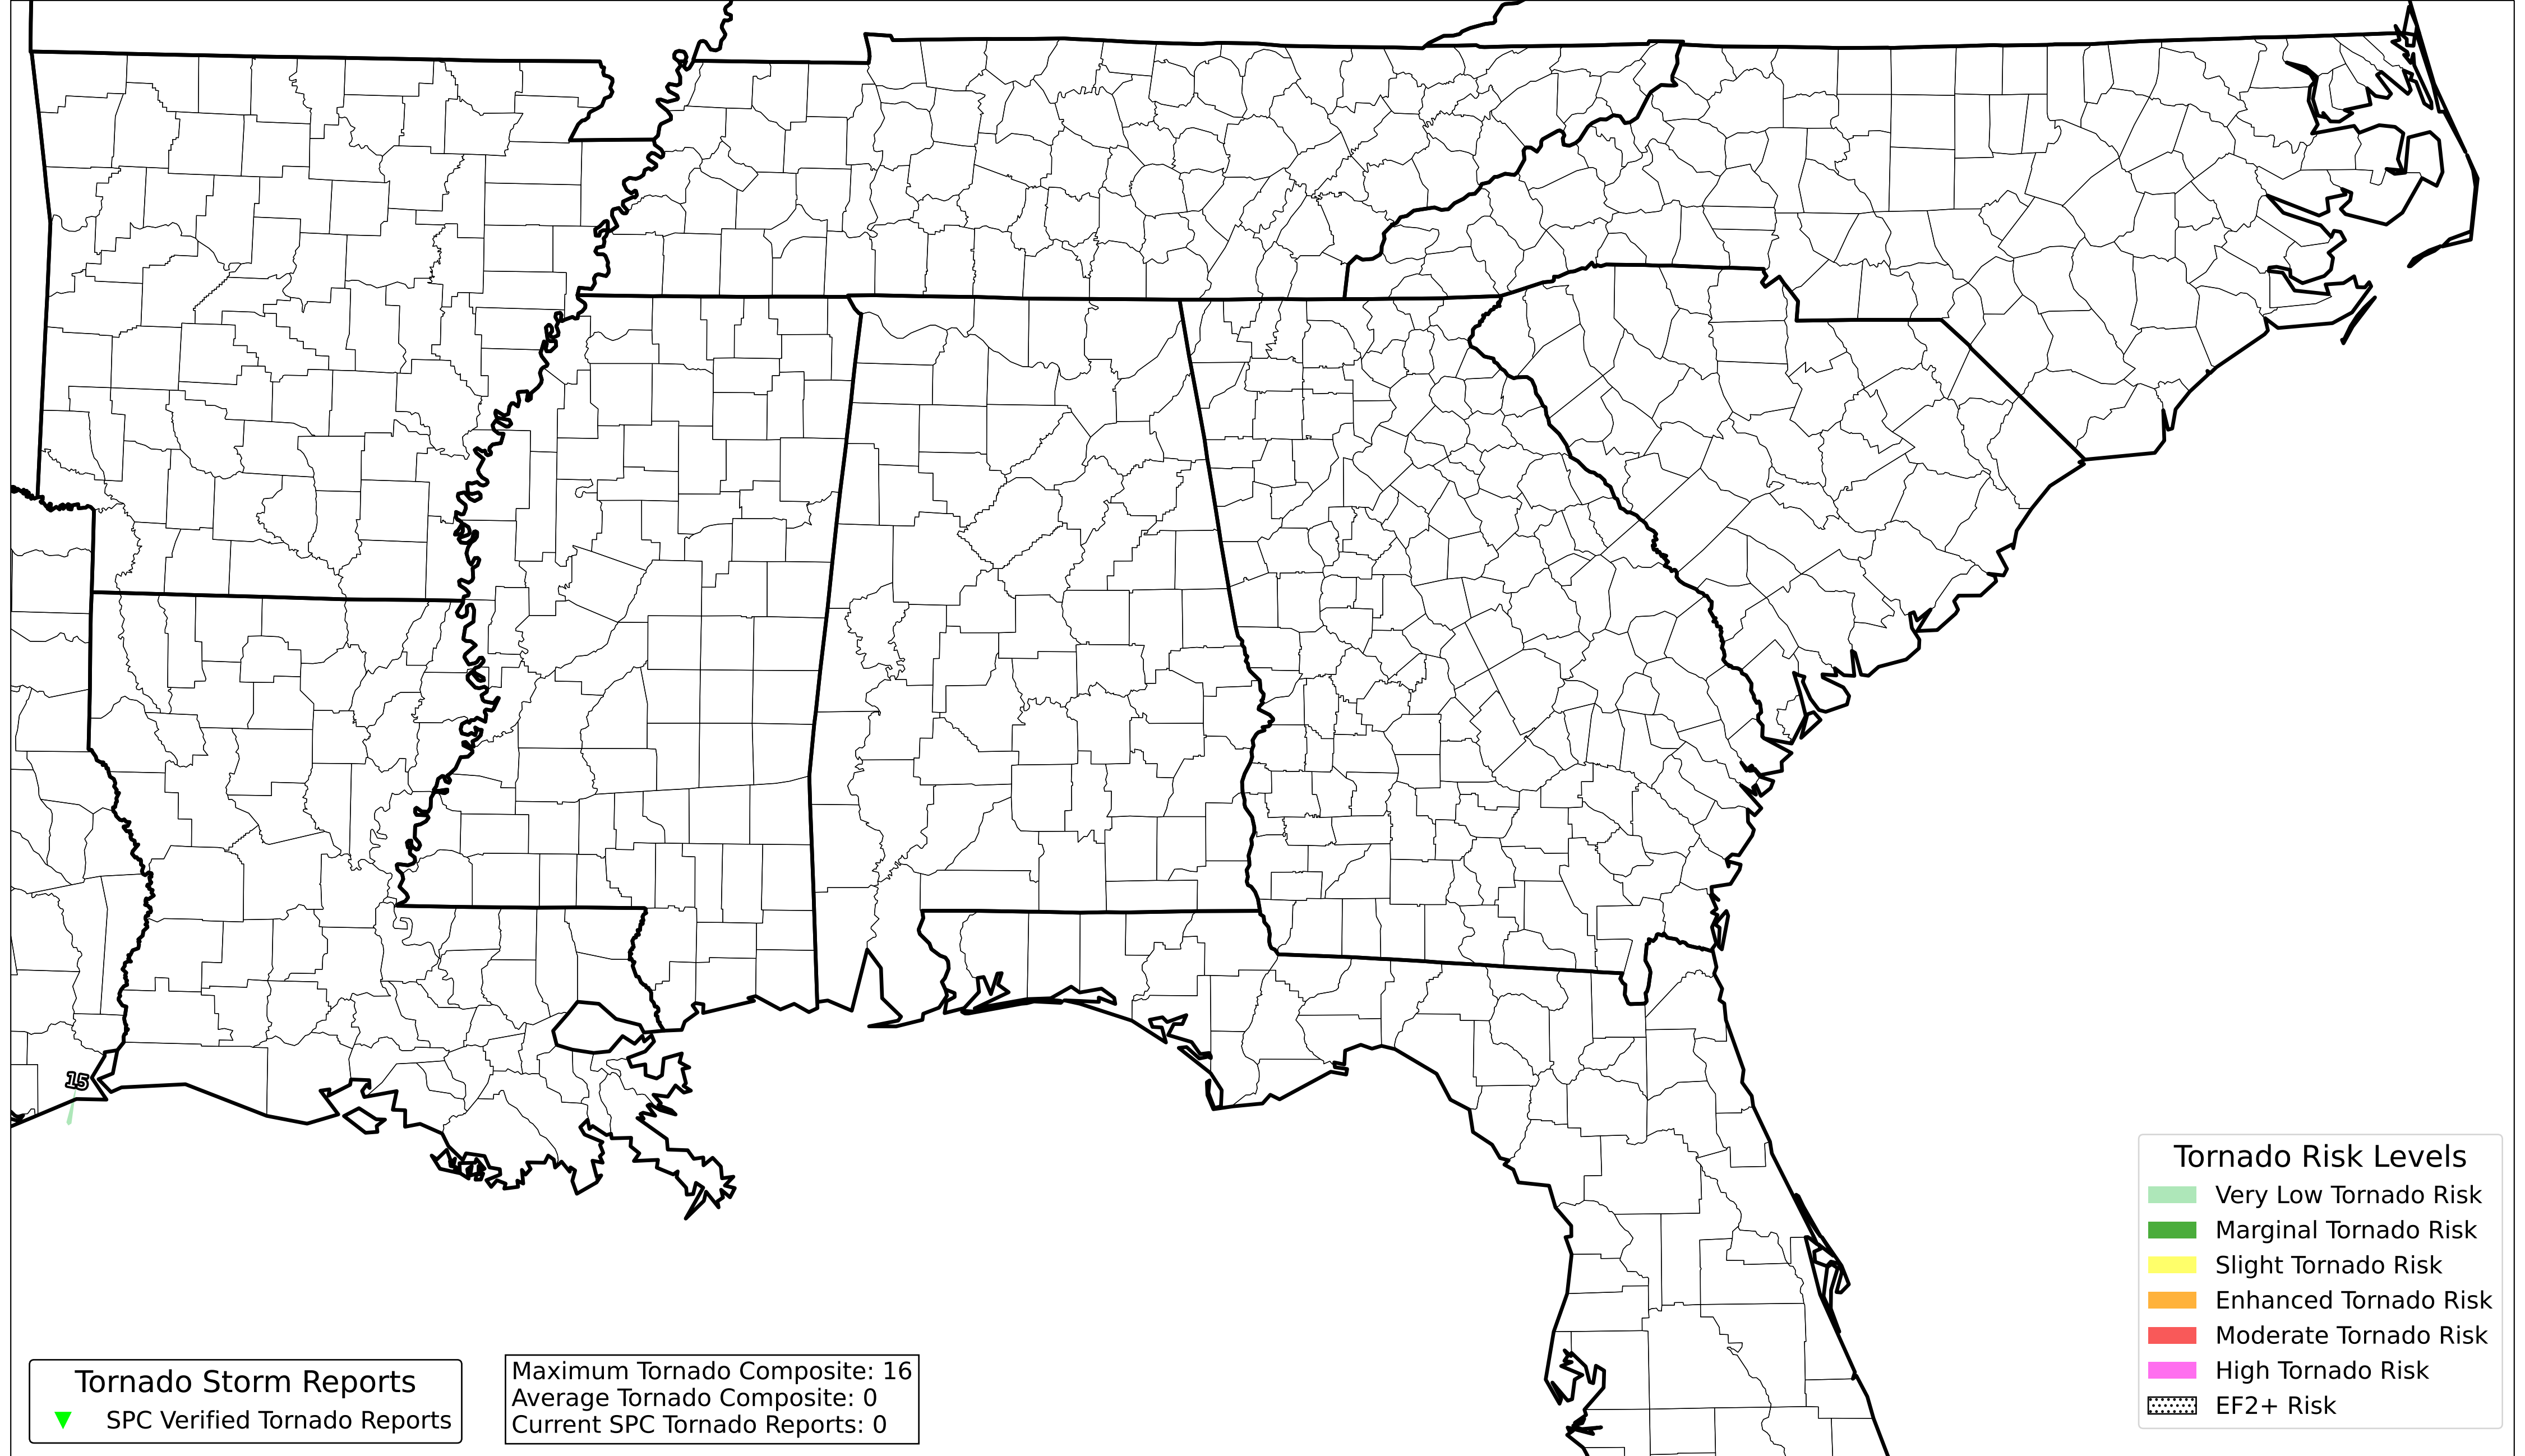 15
Tornado Storm Reports
SPC Verified Tornado Reports
Maximum Tornado Composite: 16
Average Tornado Composite: 0
Current SPC Tornado Reports: 0
Tornado Risk Levels
Very Low Tornado Risk
Marginal Tornado Risk
Slight Tornado Risk
Enhanced Tornado Risk
Moderate Tornado Risk
High Tornado Risk
EF2+ Risk